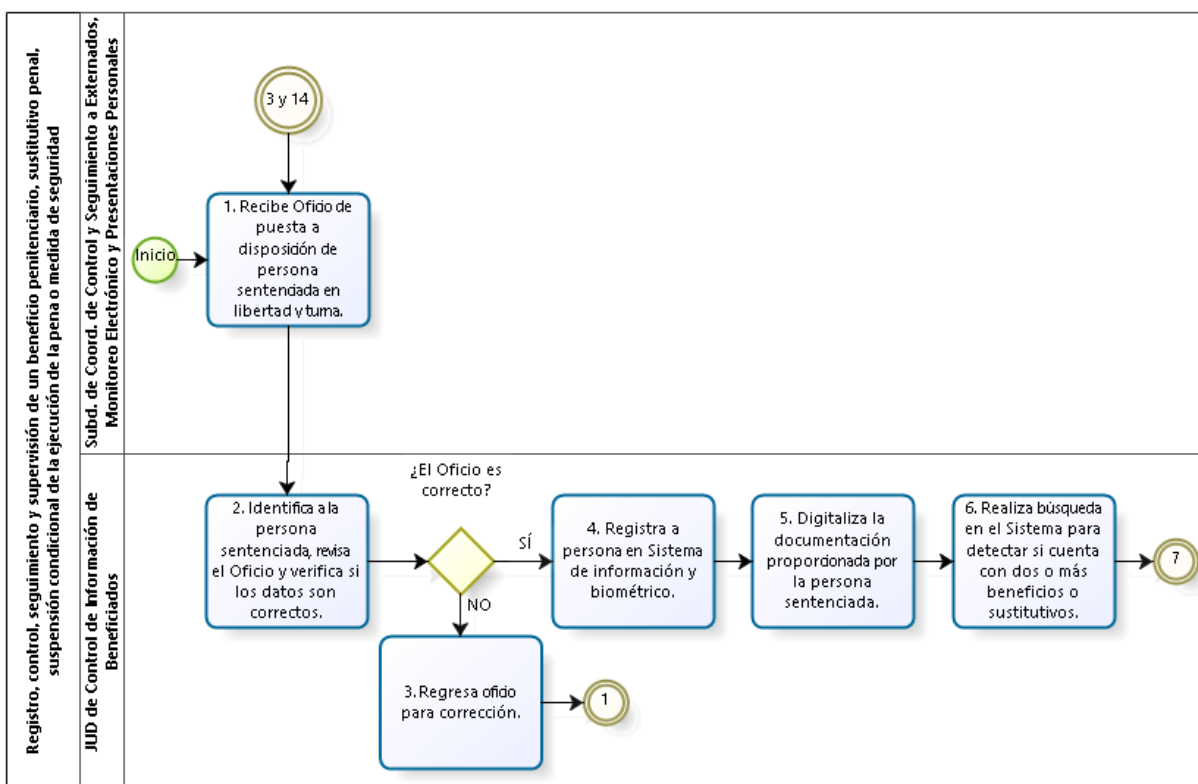 Registro, control, seguimiento y supervisión de un beneficio penitenciario, sustitutivo penal,
suspensión condicional de la ejecución de la pena o medida de seguridad
Subd. de Coord. de Control y Seguimiento a Externados,
Monitoreo Electrónico y Presentaciones Personales
3 y 14
Inicio
1. Recibe Oficio de
puesta a
disposición de
persona
sentenciada en
libertad y turna.
JUD de Control de Información de
Beneficiados
2. Identifica a la
persona
sentenciada, revisa
el Oficio y verifica si
los datos son
correctos.
¿El Oficio es
correcto?
SÍ
NO
3. Regresa oficio
para corrección.
1
4. Registra a
persona en Sistema
de información y
biométrico.
5. Digitaliza la
documentación
proporcionada por
la persona
sentenciada.
6. Realiza búsqueda
en el Sistema para
detectar si cuenta
con dos o más
beneficios o
sustitutivos.
7